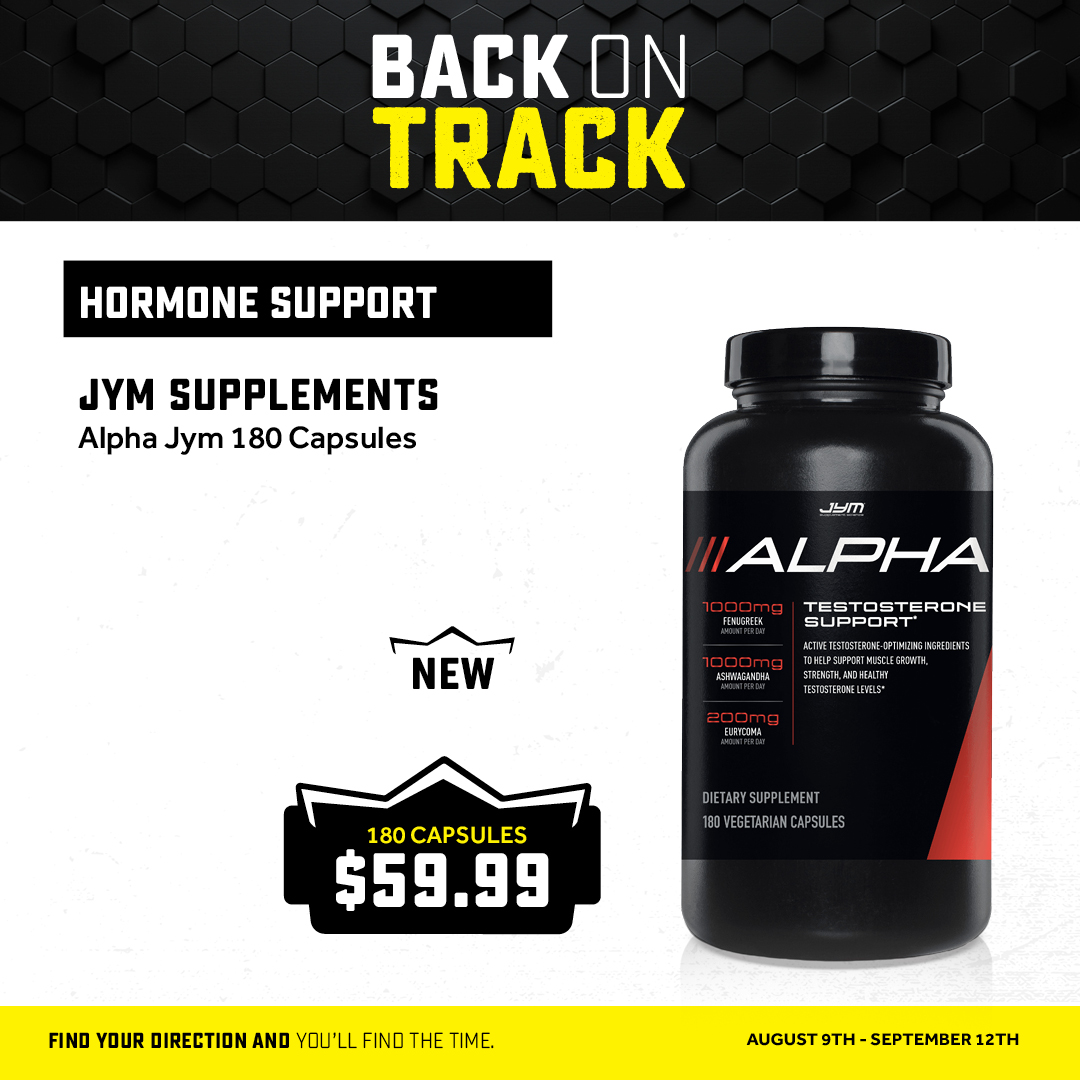 BACK ON
TRACK
HORMONE SUPPORT
JYM SUPPLEMENTS
Alpha Jym 180 Capsules
NEW
180 CAPSULES
$59.99
JYM
ALPHA
1000mg
FENUGREEK
AMOUNT PER DAY
1000mg
ASHWAGANDHA
AMOUNT PER DAY
200mg
EURYCOMA
AMOUNT PER DAY
TESTOSTERONE
SUPPORT*
ACTIVE TESTOSTERONE-OPTIMIZING INGREDIENTS
TO HELP SUPPORT MUSCLE GROWTH,
STRENGTH, AND HEALTHY
TESTOSTERONE LEVELS*
DIETARY SUPPLEMENT
180 VEGETARIAN CAPSULES
FIND YOUR DIRECTION AND YOU'LL FIND THE TIME.
AUGUST 9TH - SEPTEMBER 12TH